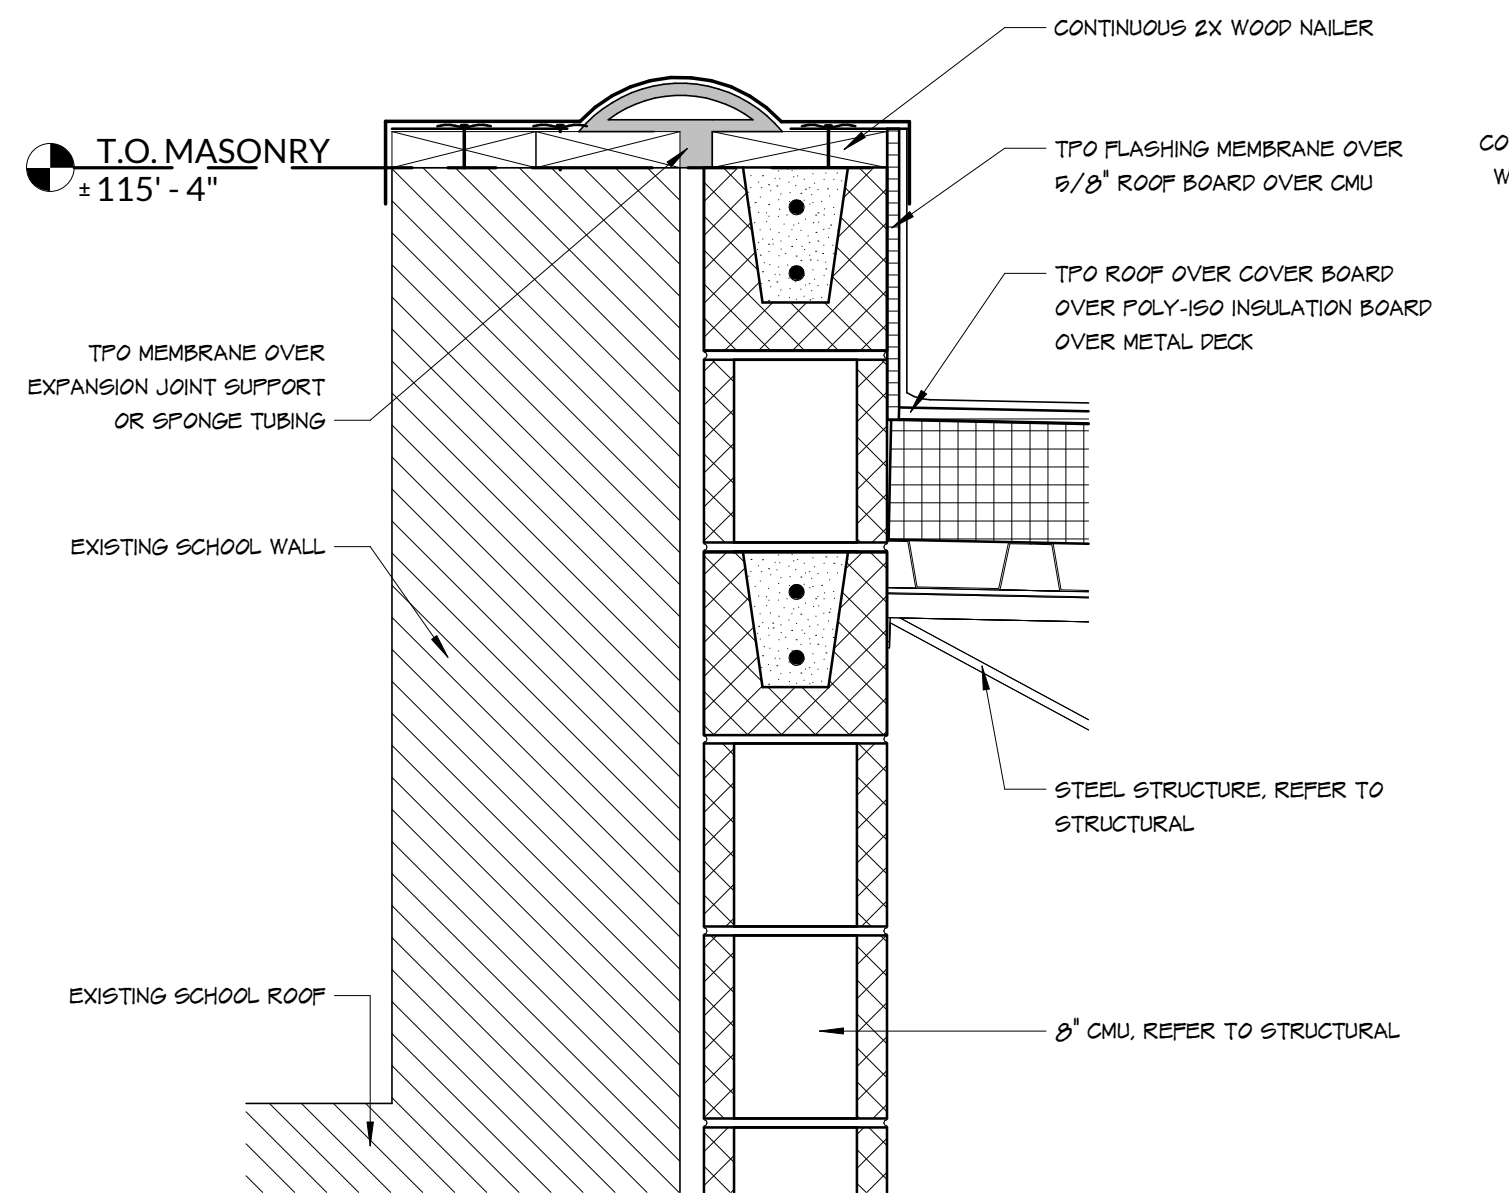 CONTINUOUS 2X WOOD NAILER
T.O. MASONRY
± 115' - 4"
TPO FLASHING MEMBRANE OVER
5/8" ROOF BOARD OVER CMU
CO
W
TPO ROOF OVER COVER BOARD
OVER POLY-ISO INSULATION BOARD
OVER METAL DECK
TPO MEMBRANE OVER
EXPANSION JOINT SUPPORT
OR SPONGE TUBING
EXISTING SCHOOL WALL
STEEL STRUCTURE, REFER TO
STRUCTURAL
EXISTING SCHOOL ROOF
8" CMU, REFER TO STRUCTURAL